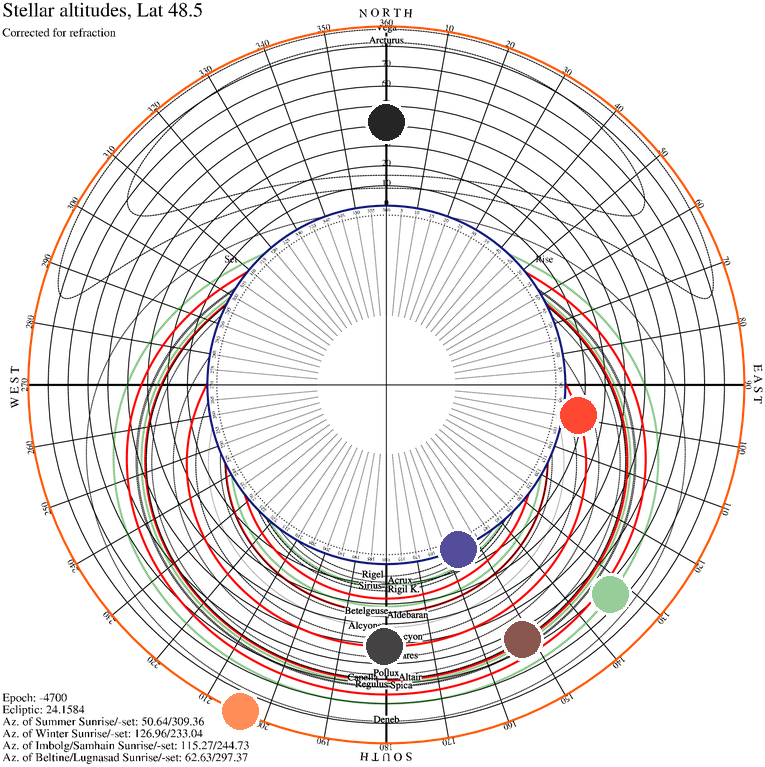 Stellar altitudes, Lat 48.5
Corrected for refraction
NORTH
360
Vega
Arcturus
350
10
340
20
330
30
320
40
310
50
300
60
290
70
280
80
WEST
270
EAST
90
260
100
250
110
240
120
230
130
220
140
210
150
200
160
190
170
180
SOUTH
70
50
20
10
Set
Rise
Rigel
Acrux
Sirius
Rigil K.
Betelgeuse
Aldebaran
Alcyon
cyon
ares
Pollux
Capella
Altair
Regulus
Spica
Deneb
Epoch: -4700
Ecliptic: 24.1584
Az. of Summer Sunrise/-set: 50.64/309.36
Az. of Winter Sunrise/-set: 126.96/233.04
Az. of Imbolg/Samhain Sunrise/-set: 115.27/244.73
Az. of Beltine/Lugnasad Sunrise/-set: 62.63/297.37